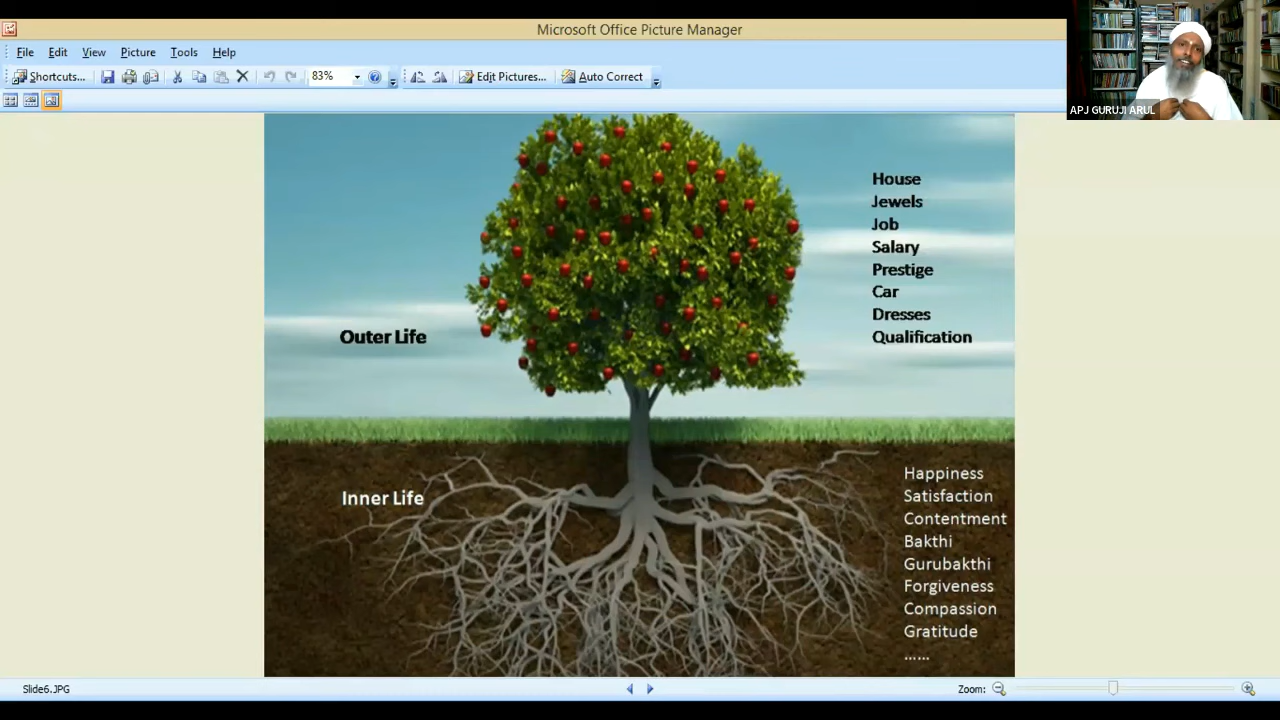 Microsoft Office Picture Manager
File Edit View Picture Tools Help
Shortcuts... 83% Edit Pictures... Auto Correct
APJ GURUJI ARUL
House
Jewels
Job
Salary
Prestige
Car
Dresses
Qualification
Outer Life
Inner Life
Happiness
Satisfaction
Contentment
Bakthi
Gurubakthi
Forgiveness
Compassion
Gratitude
......
Slide6.JPG Zoom: